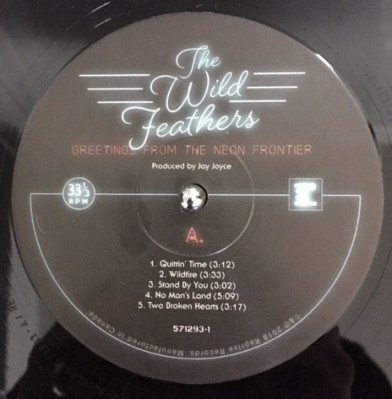 The
Wild
Feathers
GREETINGS FROM THE NEON FRONTIER
Produced by Jay Joyce
33⅓
RPM
A.
1. Quittin' Time (3:12)
2. Wildfire (3:33)
3. Stand By You (3:02)
4. No Man's Land (5:09)
5. Two Broken Hearts (3:17)
571293-1
℗&© 2018 Reprise Records. Manufactured in Canada.